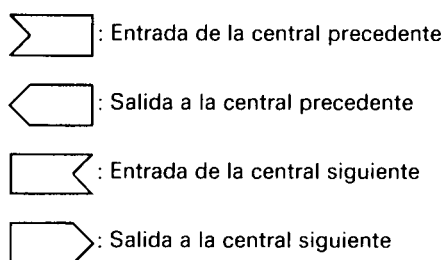 : Entrada de la central precedente
: Salida a la central precedente
: Entrada de la central siguiente
: Salida a la central siguiente